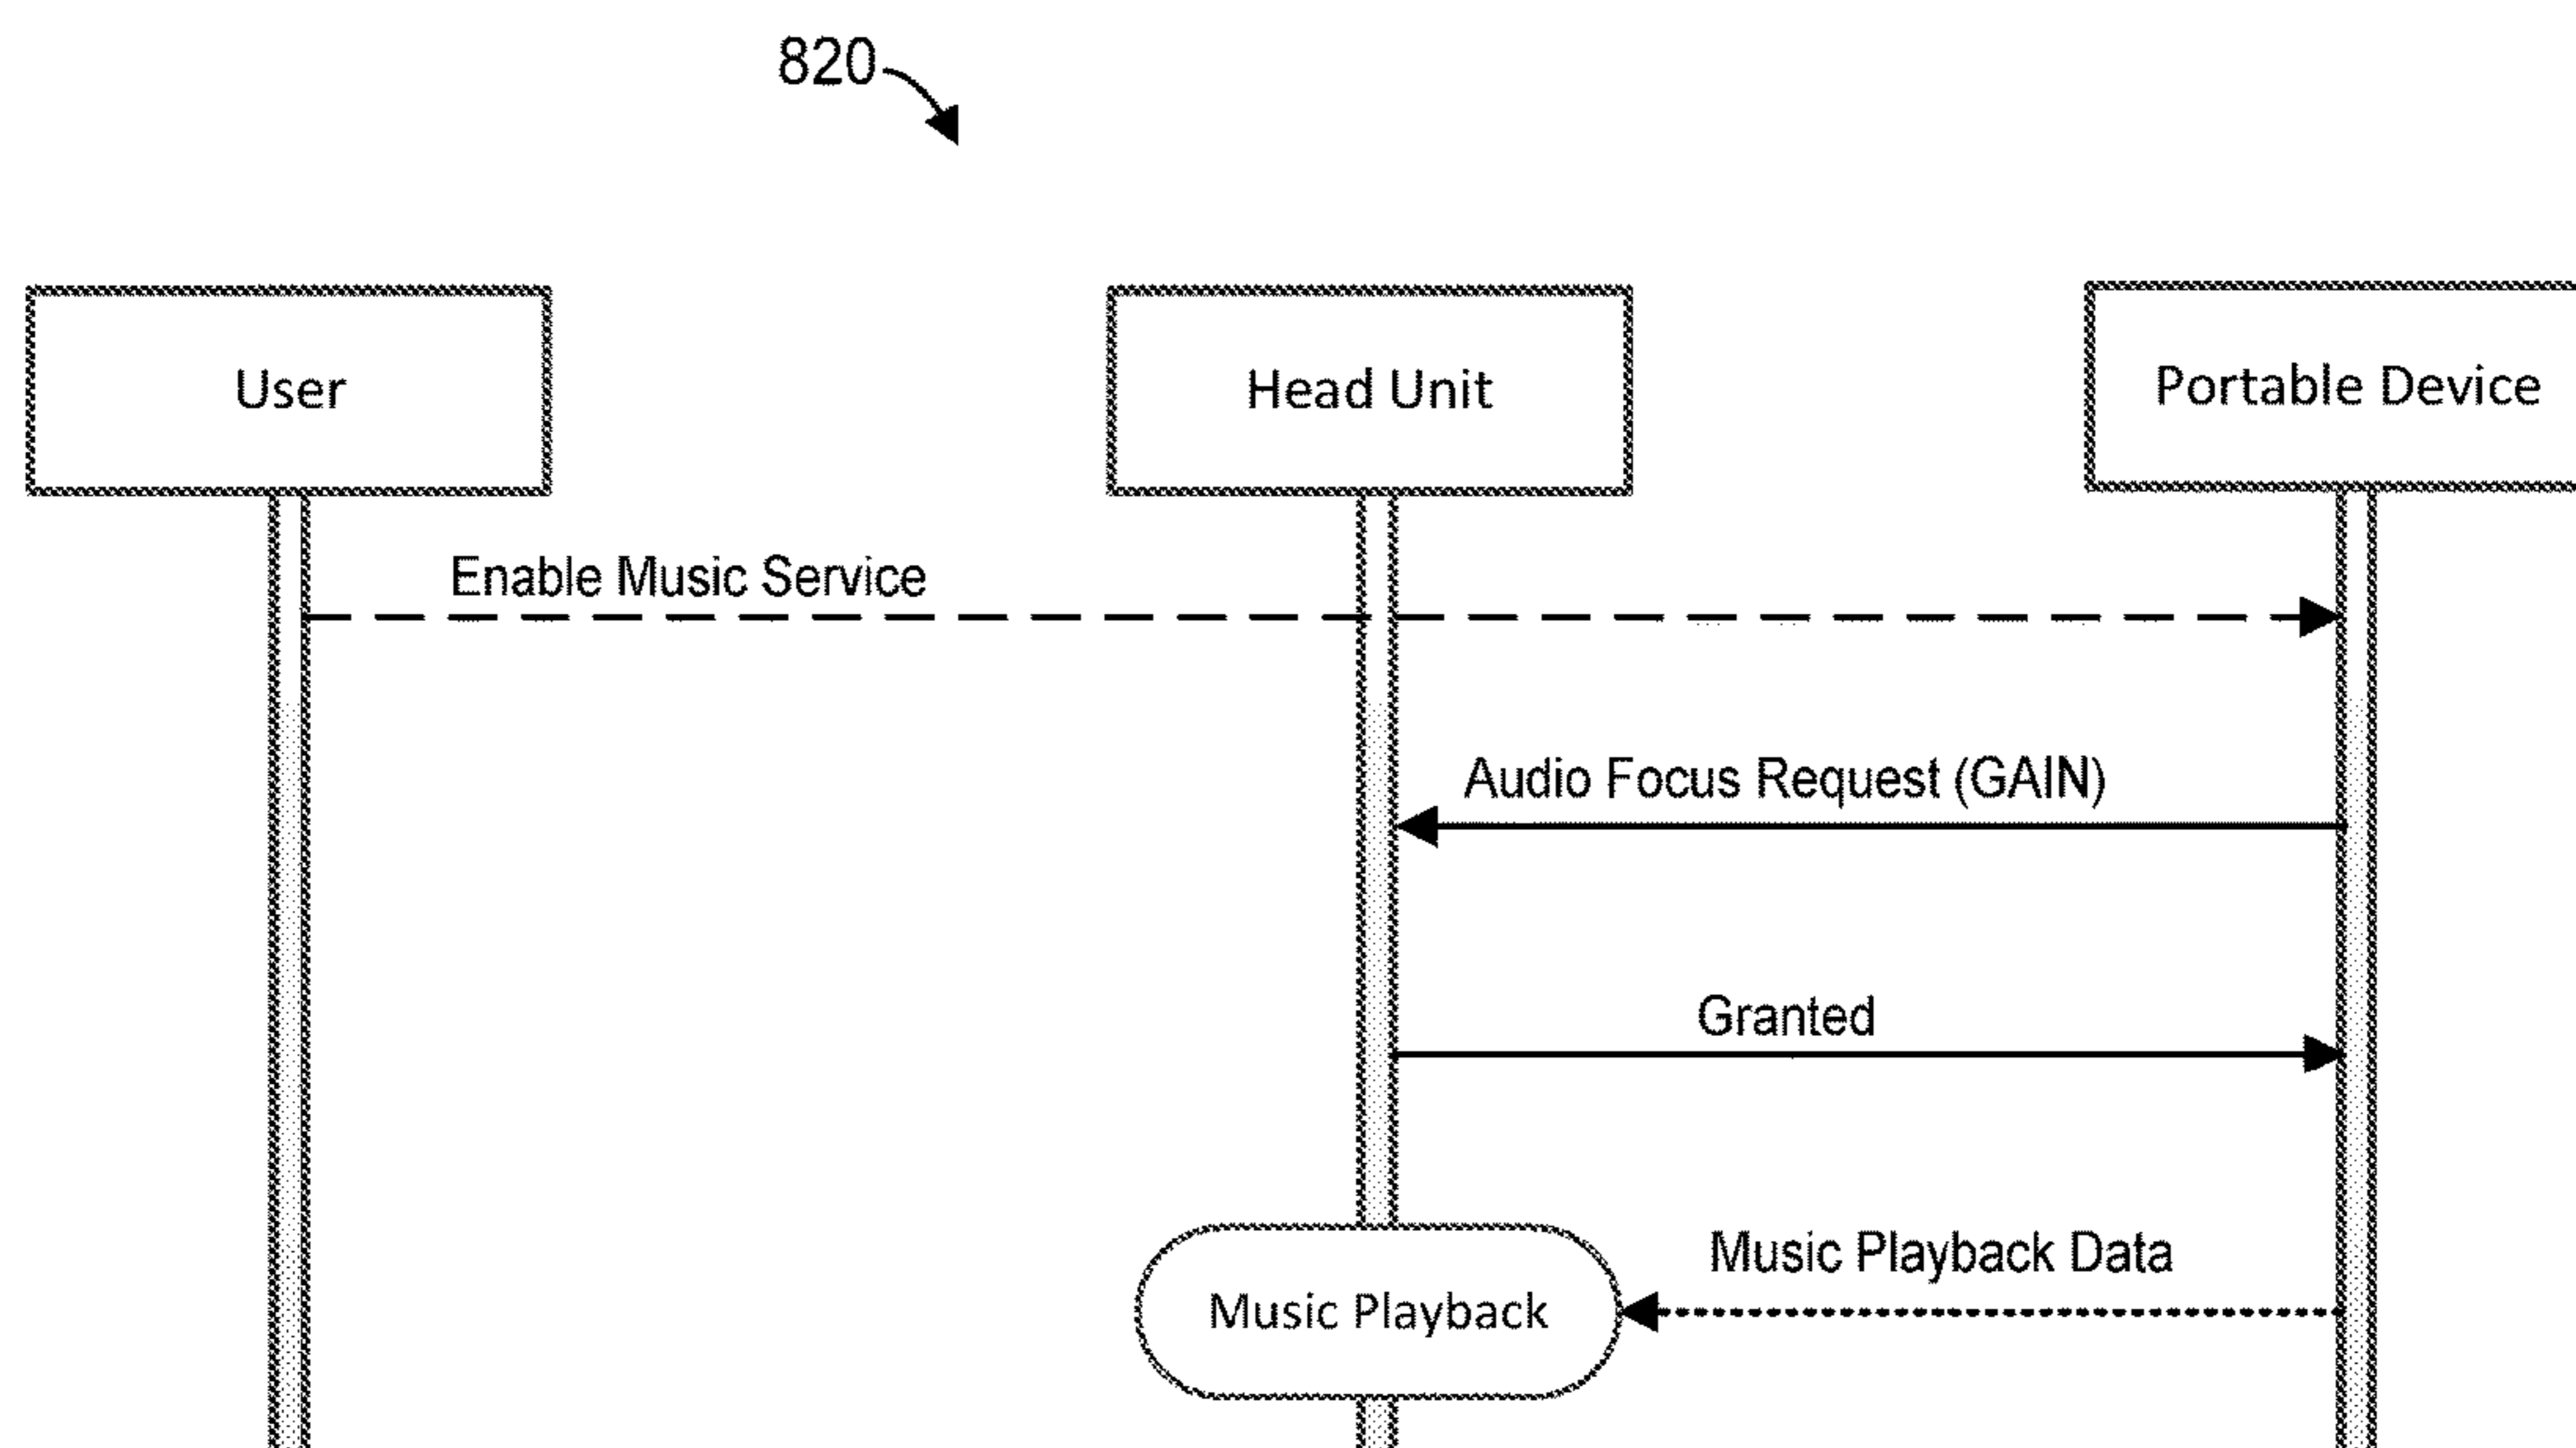 820
User
Head Unit
Portable Device
Enable Music Service
Audio Focus Request (GAIN)
Granted
Music Playback Data
Music Playback